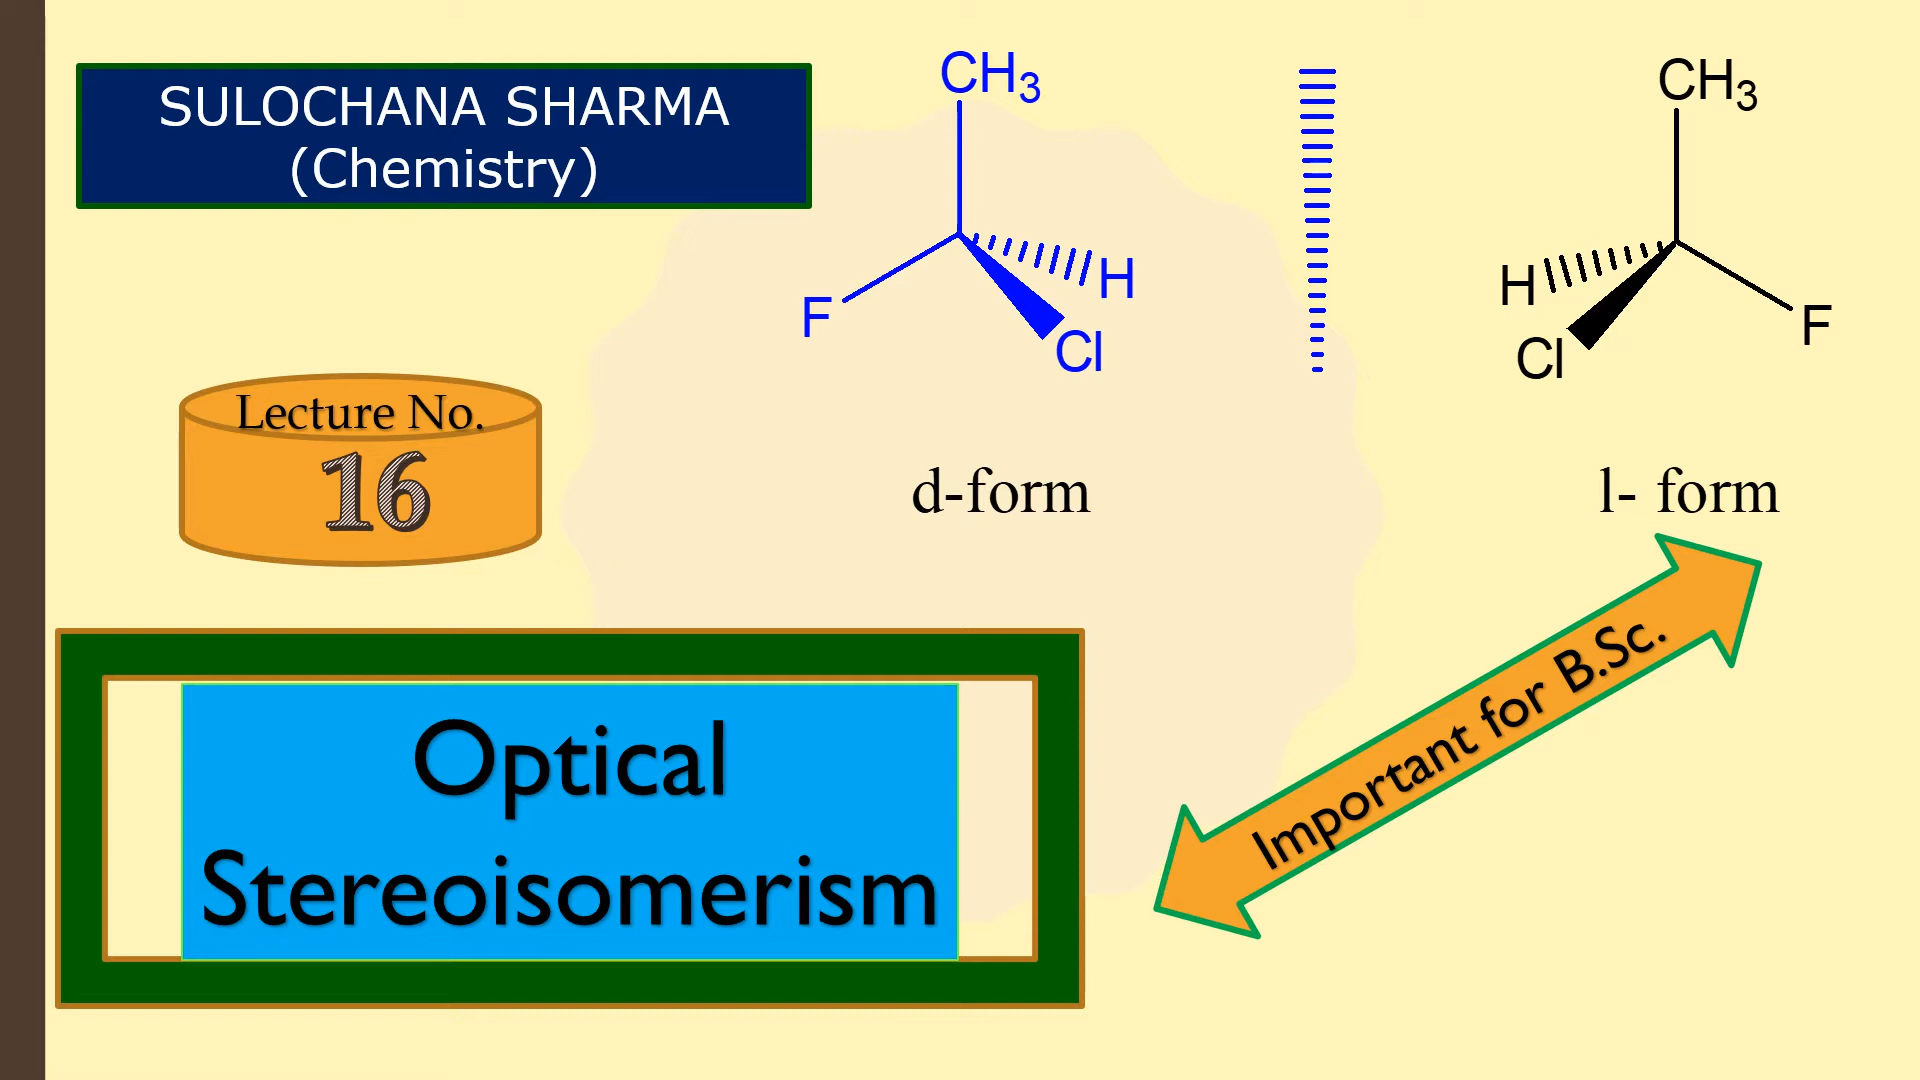 SULOCHANA SHARMA
(Chemistry)
CH₃
F
H
Cl
CH₃
H
Cl
F
d-form
l- form
Lecture No.
16
Optical
Stereoisomerism
Important for B.Sc.